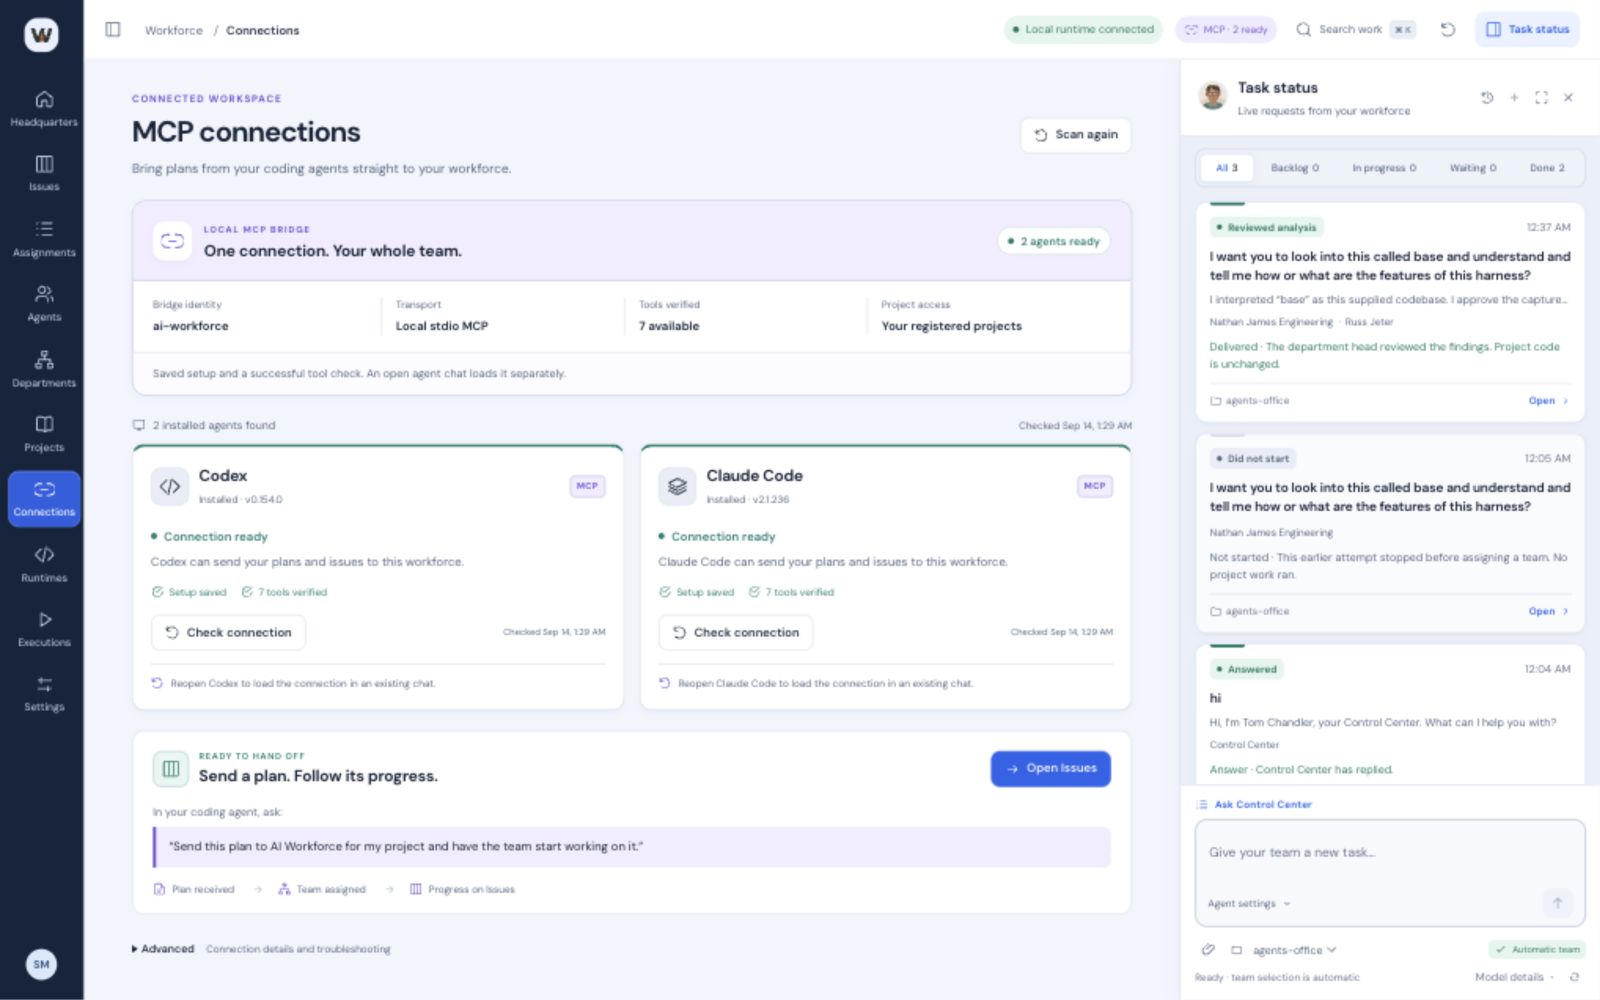 W
Workforce / Connections
Local runtime connected
MCP · 2 ready
Search work ⌘ K
Task status
Headquarters
Issues
Assignments
Agents
Departments
Projects
Connections
Runtimes
Executions
Settings
SM
CONNECTED WORKSPACE
MCP connections
Bring plans from your coding agents straight to your workforce.
Scan again
LOCAL MCP BRIDGE
One connection. Your whole team.
2 agents ready
Bridge identity
ai-workforce
Transport
Local stdio MCP
Tools verified
7 available
Project access
Your registered projects
Saved setup and a successful tool check. An open agent chat loads it separately.
2 installed agents found
Checked Sep 14, 1:29 AM
Codex
Installed · v0.154.0
MCP
Connection ready
Codex can send your plans and issues to this workforce.
Setup saved 7 tools verified
Check connection
Checked Sep 14, 1:29 AM
Reopen Codex to load the connection in an existing chat.
Claude Code
Installed · v2.1.236
MCP
Connection ready
Claude Code can send your plans and issues to this workforce.
Setup saved 7 tools verified
Check connection
Checked Sep 14, 1:29 AM
Reopen Claude Code to load the connection in an existing chat.
READY TO HAND OFF
Send a plan. Follow its progress.
→ Open Issues
In your coding agent, ask:
"Send this plan to AI Workforce for my project and have the team start working on it."
Plan received → Team assigned → Progress on Issues
Advanced Connection details and troubleshooting
Task status
Live requests from your workforce
All 3 Backlog 0 In progress 0 Waiting 0 Done 2
Reviewed analysis 12:37 AM
I want you to look into this called base and understand and
tell me how or what are the features of this harness?
I interpreted “base” as this supplied codebase. I approve the capture...
Nathan James Engineering · Russ Jeter
Delivered · The department head reviewed the findings. Project code
is unchanged.
agents-office Open ›
Did not start 12:05 AM
I want you to look into this called base and understand and
tell me how or what are the features of this harness?
Nathan James Engineering
Not started · This earlier attempt stopped before assigning a team. No
project work ran.
agents-office Open ›
Answered 12:04 AM
hi
Hi, I'm Tom Chandler, your Control Center. What can I help you with?
Control Center
Answer · Control Center has replied.
Ask Control Center
Give your team a new task...
Agent settings
agents-office
Automatic team
Ready · team selection is automatic
Model details